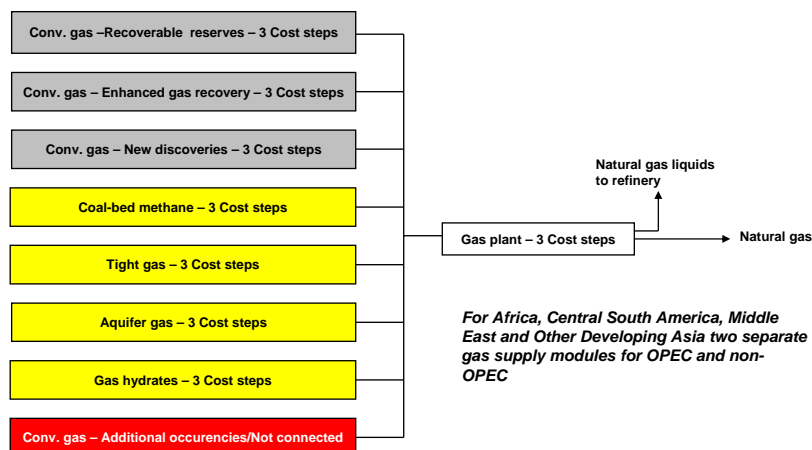 Conv. gas –Recoverable reserves – 3 Cost steps
Conv. gas – Enhanced gas recovery – 3 Cost steps
Conv. gas – New discoveries – 3 Cost steps
Coal-bed methane – 3 Cost steps
Tight gas – 3 Cost steps
Aquifer gas – 3 Cost steps
Gas hydrates – 3 Cost steps
Conv. gas – Additional occurencies/Not connected
Gas plant – 3 Cost steps
Natural gas liquids
to refinery
Natural gas
For Africa, Central South America, Middle
East and Other Developing Asia two separate
gas supply modules for OPEC and non-
OPEC